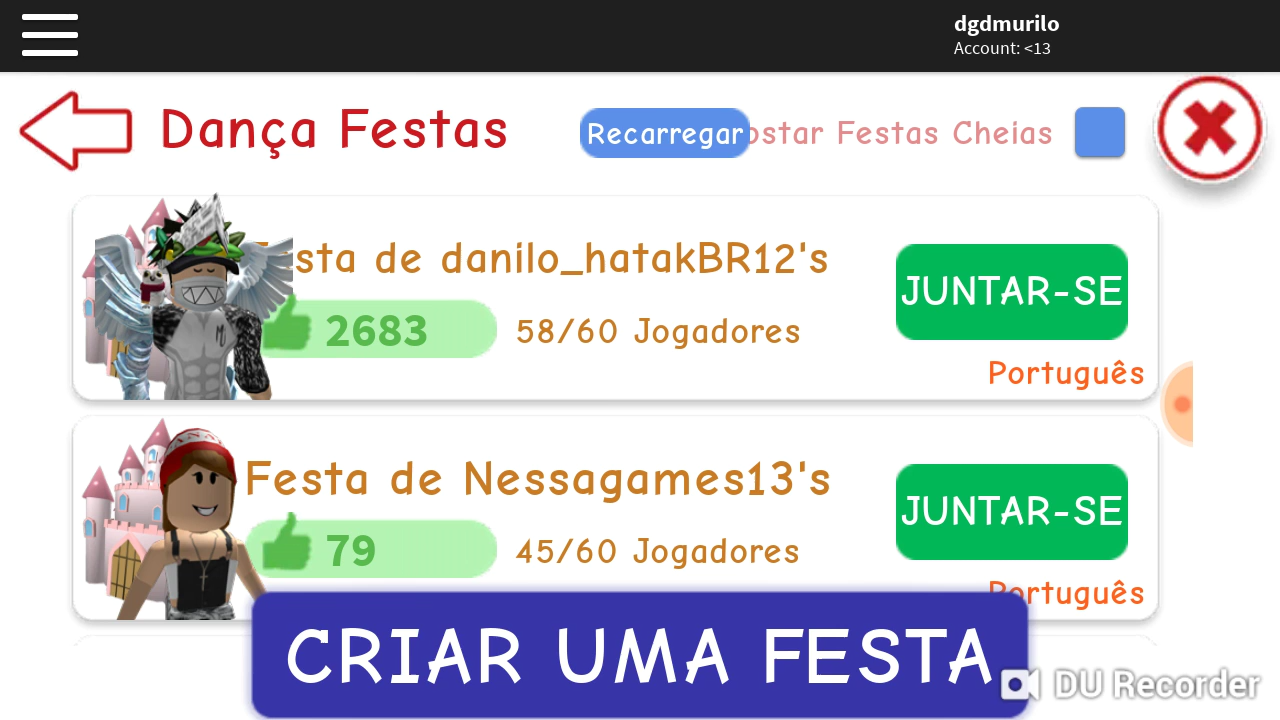 dgdmurilo
Account: <13
Dança Festas
Recarregar
ostar Festas Cheias
esta de danilo_hatakBR12's
2683
58/60 Jogadores
JUNTAR-SE
Português
Festa de Nessagames13's
79
45/60 Jogadores
JUNTAR-SE
Português
CRIAR UMA FESTA
DU Recorder